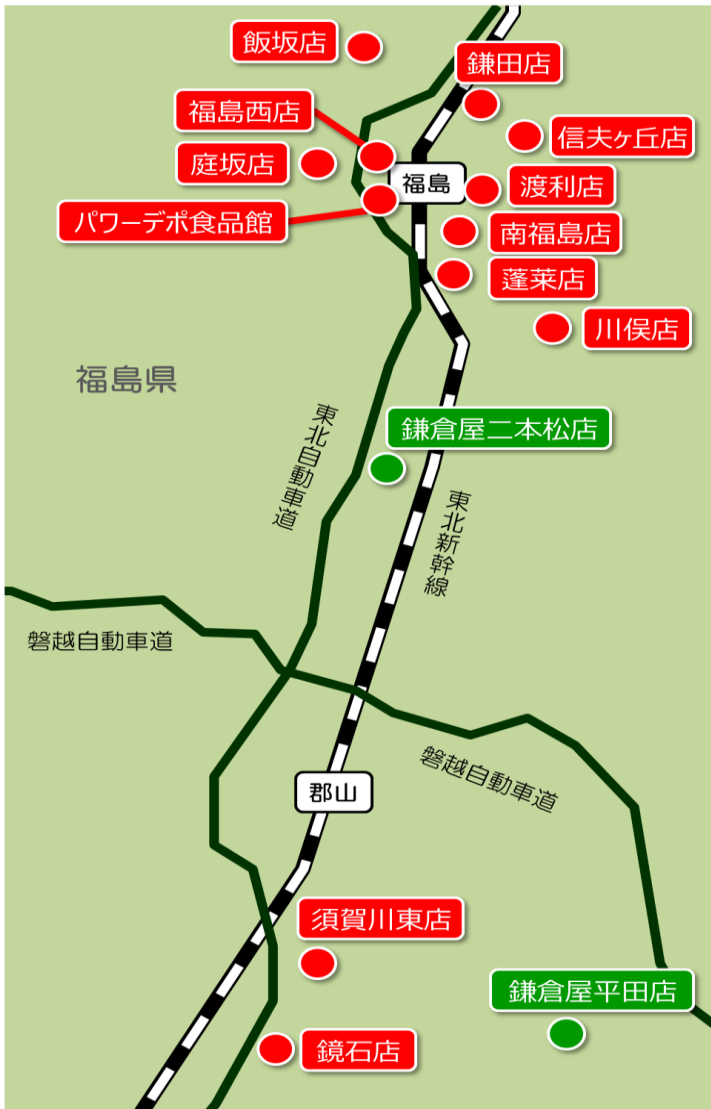 飯坂店
鎌田店
福島西店
信夫ヶ丘店
庭坂店
福島
渡利店
パワーデポ食品館
南福島店
蓬莱店
川俣店
福島県
鎌倉屋二本松店
東北自動車道
東北新幹線
磐越自動車道
磐越自動車道
郡山
須賀川東店
鎌倉屋平田店
鏡石店